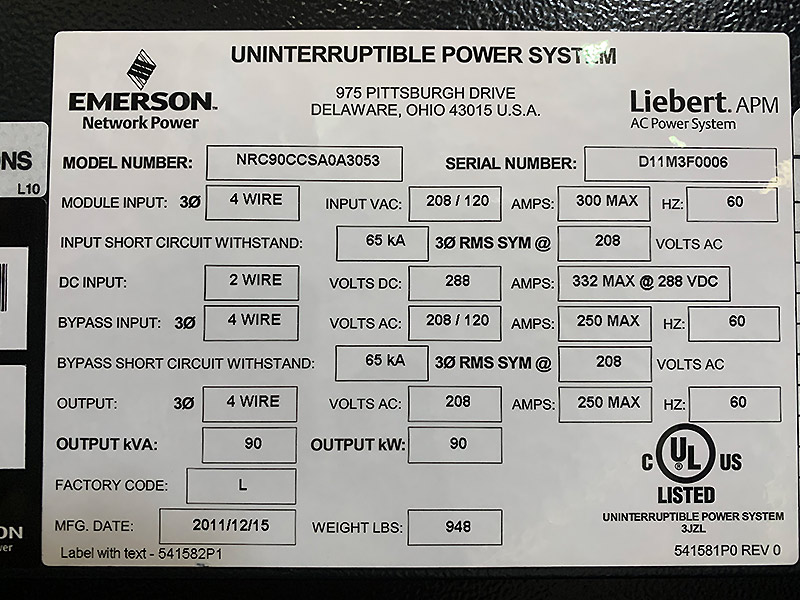 UNINTERRUPTIBLE POWER SYSTEM
975 PITTSBURGH DRIVE
DELAWARE, OHIO 43015 U.S.A.
EMERSON™
Network Power
Liebert. APM
AC Power System
ONS
L10
MODEL NUMBER: NRC90CCSA0A3053 SERIAL NUMBER: D11M3F0006
MODULE INPUT: 3Ø 4 WIRE INPUT VAC: 208 / 120 AMPS: 300 MAX HZ: 60
INPUT SHORT CIRCUIT WITHSTAND: 65 kA 3Ø RMS SYM @ 208 VOLTS AC
DC INPUT: 2 WIRE VOLTS DC: 288 AMPS: 332 MAX @ 288 VDC
BYPASS INPUT: 3Ø 4 WIRE VOLTS AC: 208 / 120 AMPS: 250 MAX HZ: 60
BYPASS SHORT CIRCUIT WITHSTAND: 65 kA 3Ø RMS SYM @ 208 VOLTS AC
OUTPUT: 3Ø 4 WIRE VOLTS AC: 208 AMPS: 250 MAX HZ: 60
OUTPUT kVA: 90 OUTPUT kW: 90
FACTORY CODE: L
MFG. DATE: 2011/12/15 WEIGHT LBS: 948
Label with text - 541582P1
C UL ® US
LISTED
UNINTERRUPTIBLE POWER SYSTEM
3JZL
541581P0 REV 0
ON
wer